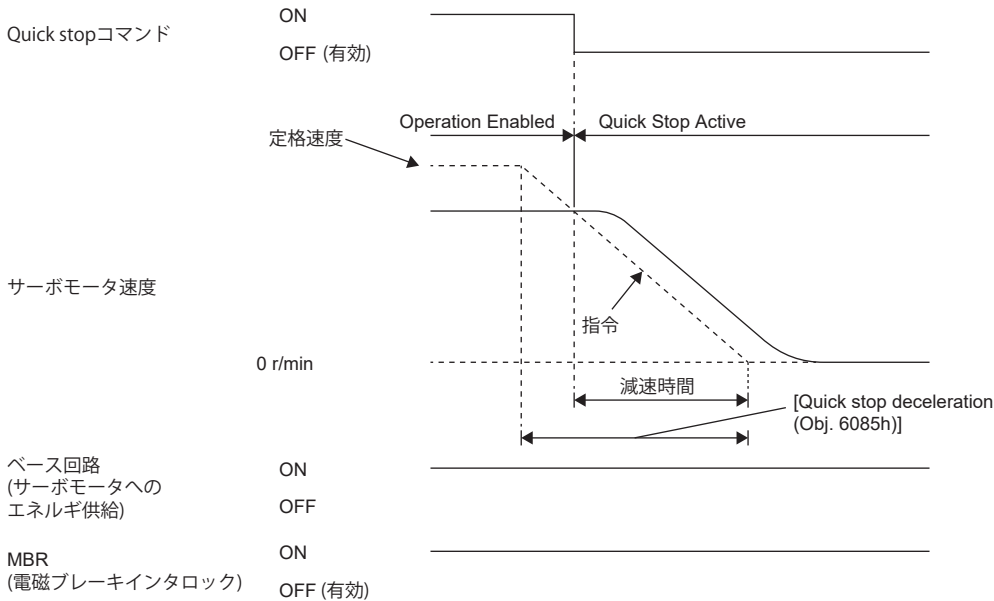 Quick stopコマンド
ON
OFF (有効)
Operation Enabled
Quick Stop Active
定格速度
サーボモータ速度
指令
0 r/min
減速時間
[Quick stop deceleration
(Obj. 6085h)]
ベース回路
(サーボモータへの
エネルギ供給)
ON
OFF
MBR
(電磁ブレーキインタロック)
ON
OFF (有効)